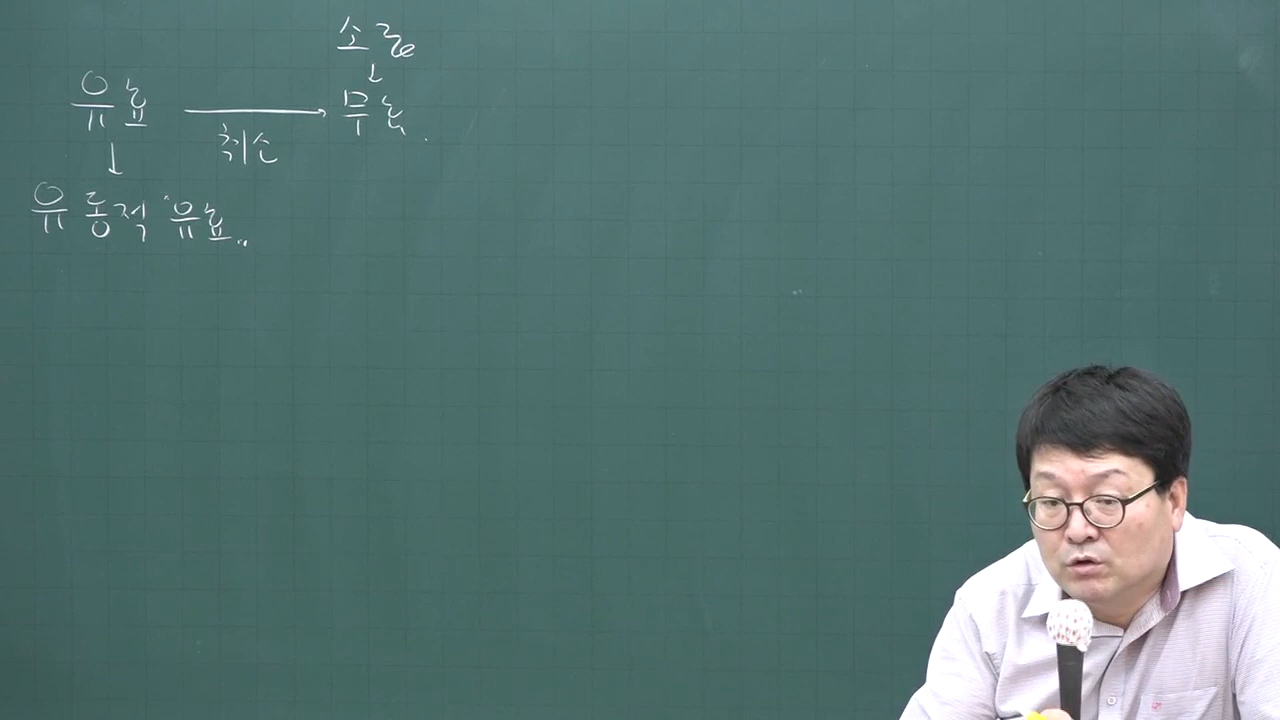 소급
↓
유효 → 무효.
취소
↓
유동적 "유효"